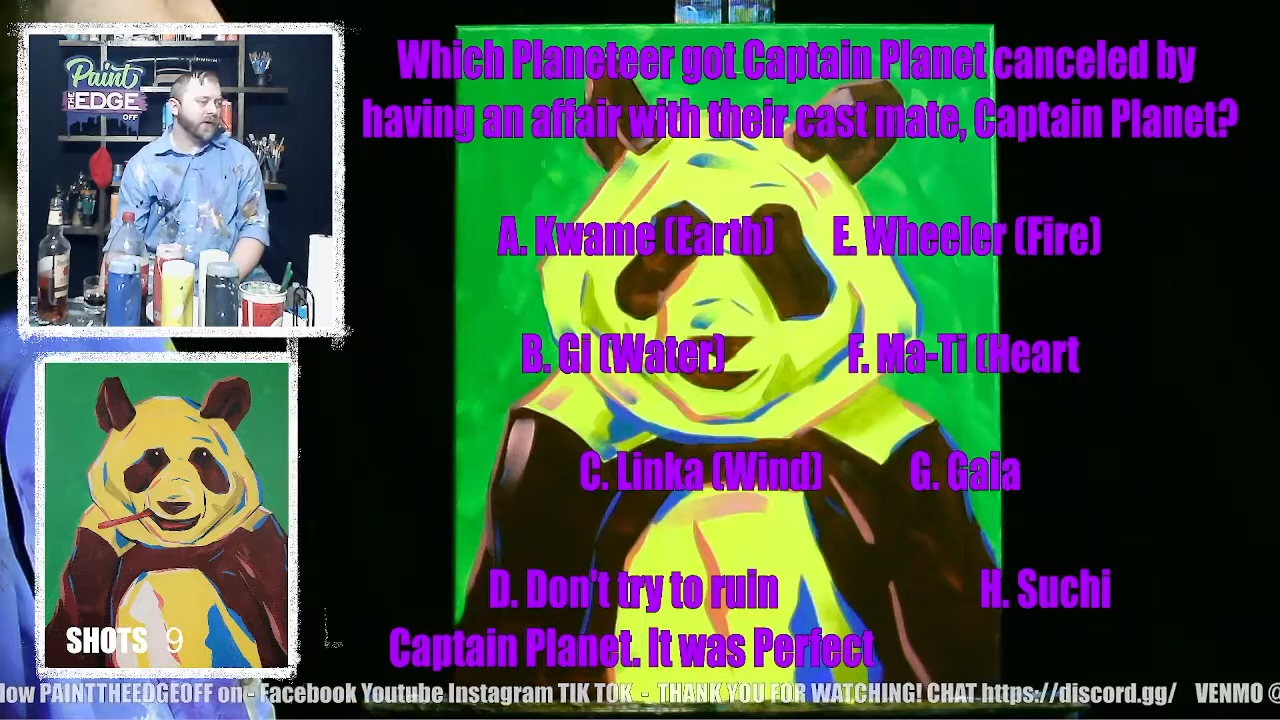 Paint
THE EDGE
OFF
Which Planeteer got Captain Planet canceled by
having an affair with their cast mate, Captain Planet?
A. Kwame (Earth)
E. Wheeler (Fire)
B. Gi (Water)
F. Ma-Ti (Heart
C. Linka (Wind)
G. Gaia
D. Don't try to ruin
Captain Planet. It was Perfect
H. Suchi
SHOTS 9
low PAINTTHEEDGEOFF on - Facebook Youtube Instagram TIK TOK - THANK YOU FOR WATCHING! CHAT https://discord.gg/ VENMO @